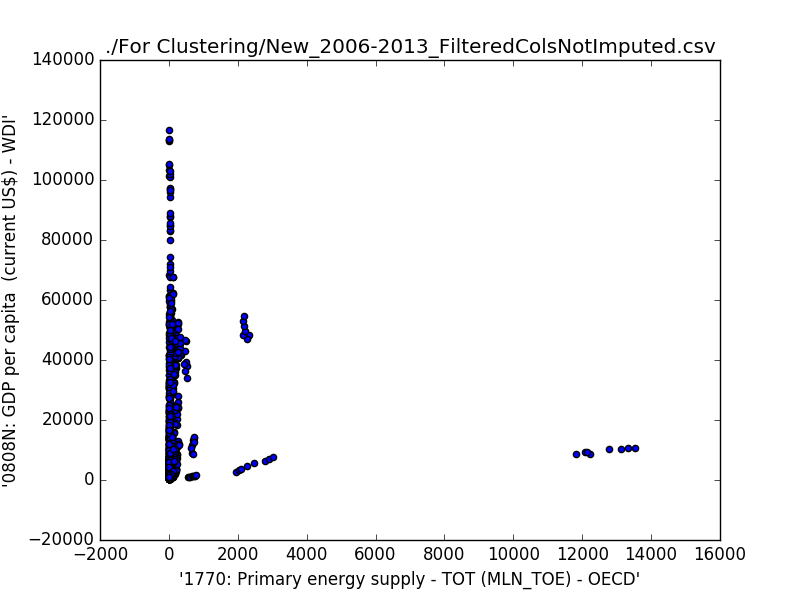 ./For Clustering/New_2006-2013_FilteredColsNotImputed.csv
140000
120000
100000
80000
60000
40000
20000
0
−20000
'0808N: GDP per capita  (current US$) - WDI'
−2000 0 2000 4000 6000 8000 10000 12000 14000 16000
'1770: Primary energy supply - TOT (MLN_TOE) - OECD'